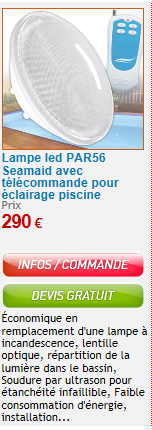 Lampe led PAR56
Seamaid avec
télécommande pour
éclairage piscine
Prix
290 €
INFOS / COMMANDE
DEVIS GRATUIT
Économique en
remplacement d'une lampe à
incandescence, lentille
optique, répartition de la
lumière dans le bassin,
Soudure par ultrason pour
étanchéité infaillible, Faible
consommation d'énergie,
installation...